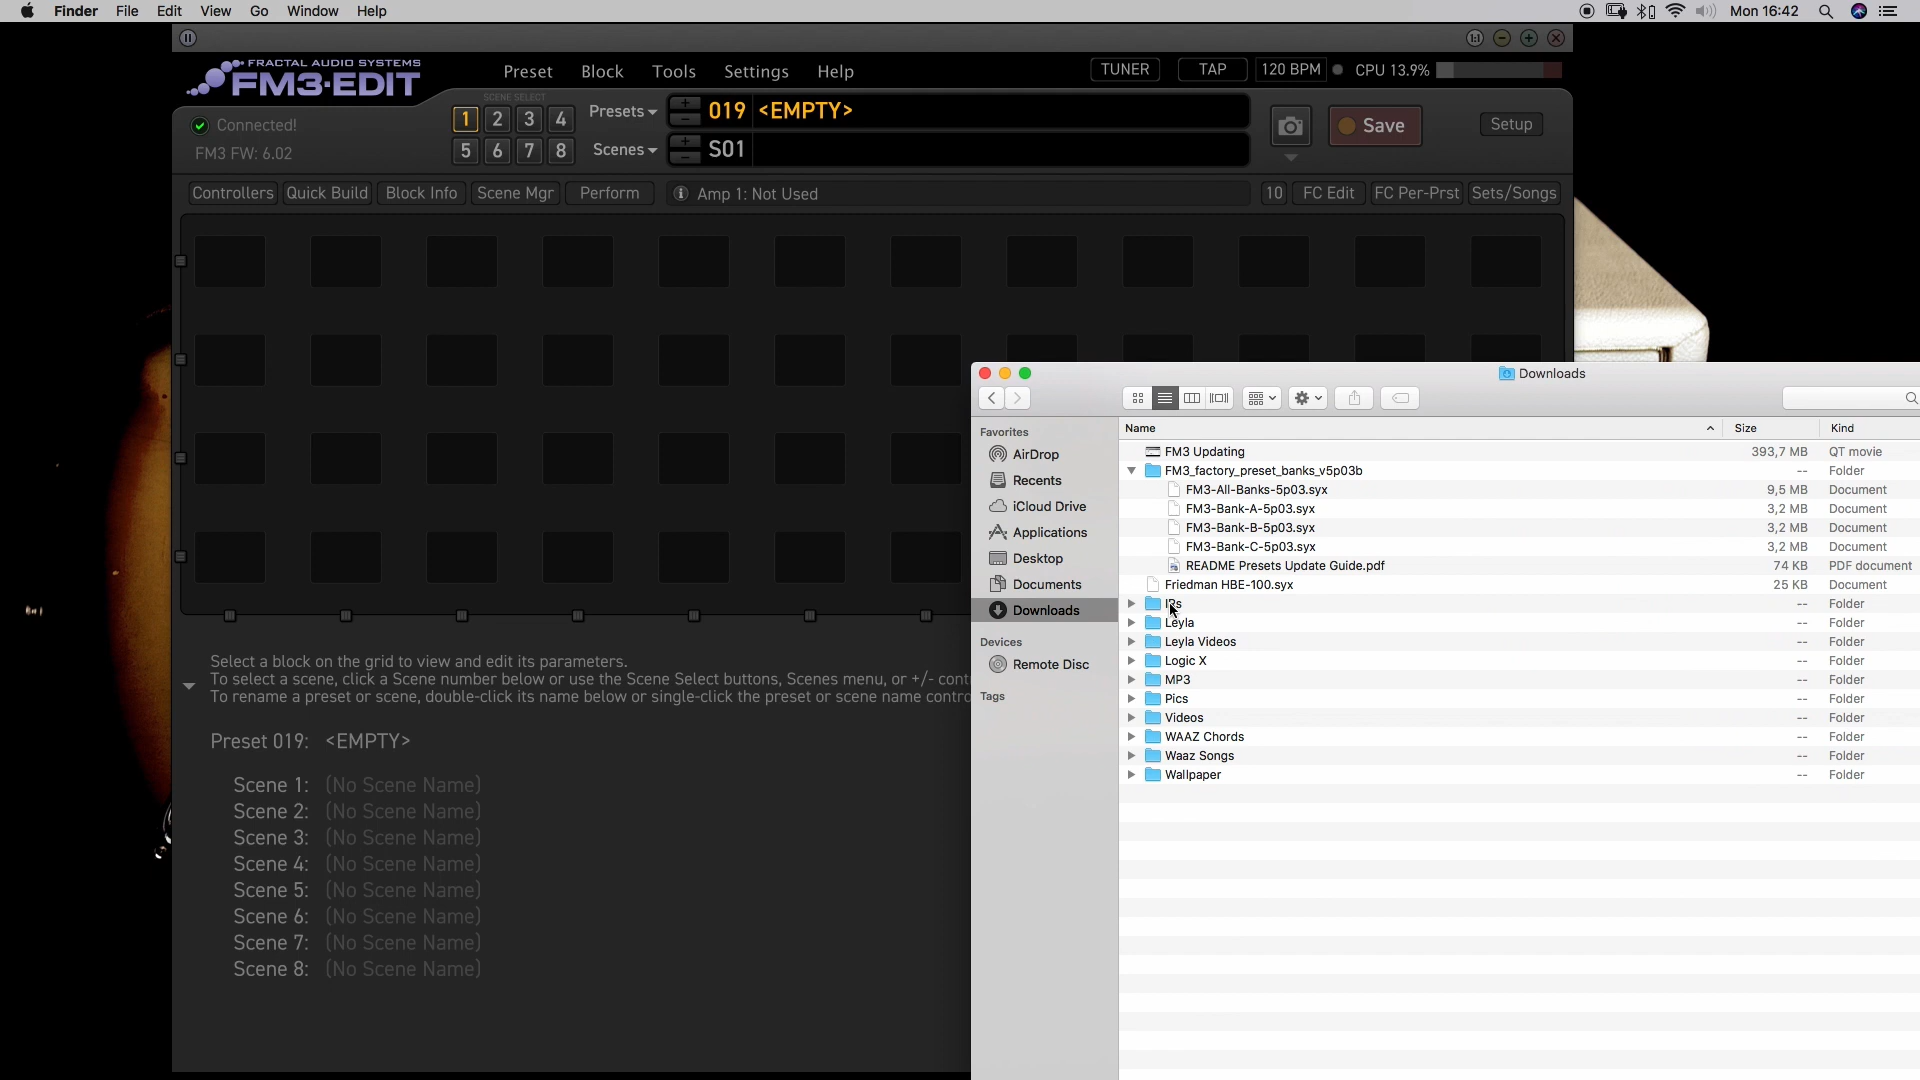 Finder File Edit View Go Window Help Mon 16:42
FRACTAL AUDIO SYSTEMS
FM3-EDIT
Preset Block Tools Settings Help TUNER TAP 120 BPM CPU 13.9%
SCENE SELECT
Connected!
FM3 FW: 6.02
1 2 3 4
5 6 7 8
Presets 019 <EMPTY>
Scenes S01
Save
Setup
Controllers Quick Build Block Info Scene Mgr Perform Amp 1: Not Used 10 FC Edit FC Per-Prst Sets/Songs
Select a block on the grid to view and edit its parameters.
To select a scene, click a Scene number below or use the Scene Select buttons, Scenes menu, or +/- cont
To rename a preset or scene, double-click its name below or single-click the preset or scene name contro
Preset 019: <EMPTY>
Scene 1: (No Scene Name)
Scene 2: (No Scene Name)
Scene 3: (No Scene Name)
Scene 4: (No Scene Name)
Scene 5: (No Scene Name)
Scene 6: (No Scene Name)
Scene 7: (No Scene Name)
Scene 8: (No Scene Name)
Downloads
Favorites
AirDrop
Recents
iCloud Drive
Applications
Desktop
Documents
Downloads
Devices
Remote Disc
Tags
Name Size Kind
FM3 Updating 393,7 MB QT movie
FM3_factory_preset_banks_v5p03b -- Folder
FM3-All-Banks-5p03.syx 9,5 MB Document
FM3-Bank-A-5p03.syx 3,2 MB Document
FM3-Bank-B-5p03.syx 3,2 MB Document
FM3-Bank-C-5p03.syx 3,2 MB Document
README Presets Update Guide.pdf 74 KB PDF document
Friedman HBE-100.syx 25 KB Document
IRs -- Folder
Leyla -- Folder
Leyla Videos -- Folder
Logic X -- Folder
MP3 -- Folder
Pics -- Folder
Videos -- Folder
WAAZ Chords -- Folder
Waaz Songs -- Folder
Wallpaper -- Folder